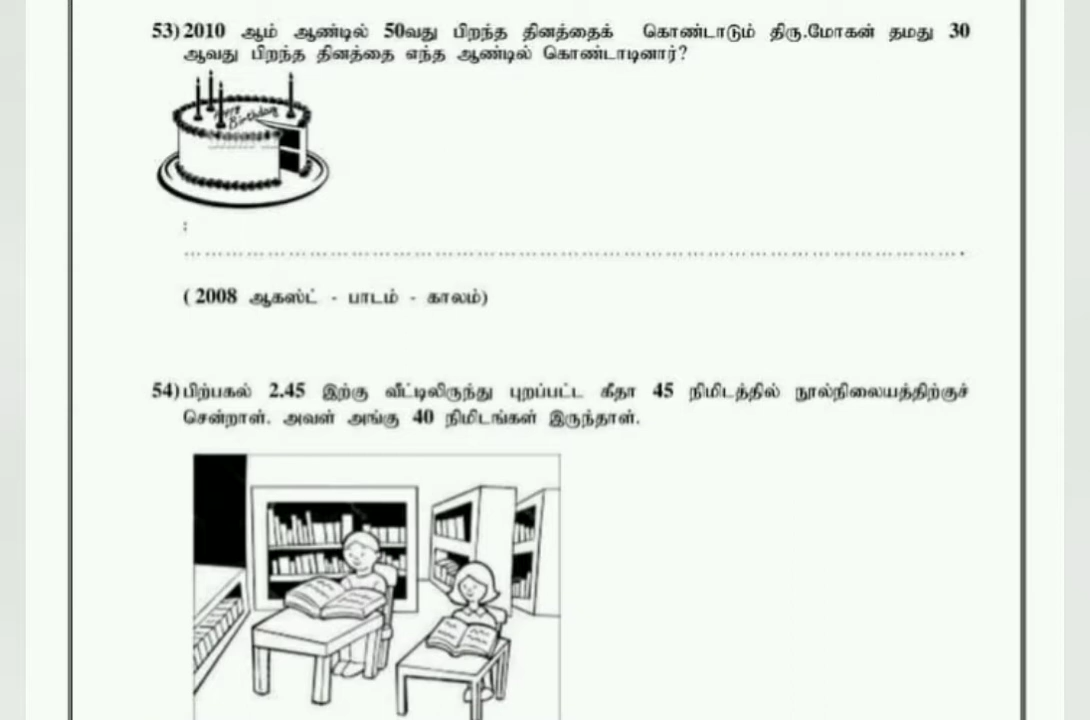 53) 2010 ஆம் ஆண்டில் 50வது பிறந்த தினத்தைக் கொண்டாடும் திரு.மோகன் தமது 30
ஆவது பிறந்த தினத்தை எந்த ஆண்டில் கொண்டாடினார்?
Birthday
:
( 2008 ஆகஸ்ட் - பாடம் - காலம்)
54) பிற்பகல் 2.45 இற்கு வீட்டிலிருந்து புறப்பட்ட கீதா 45 நிமிடத்தில் நூல்நிலையத்திற்குச்
சென்றாள். அவள் அங்கு 40 நிமிடங்கள் இருந்தாள்.